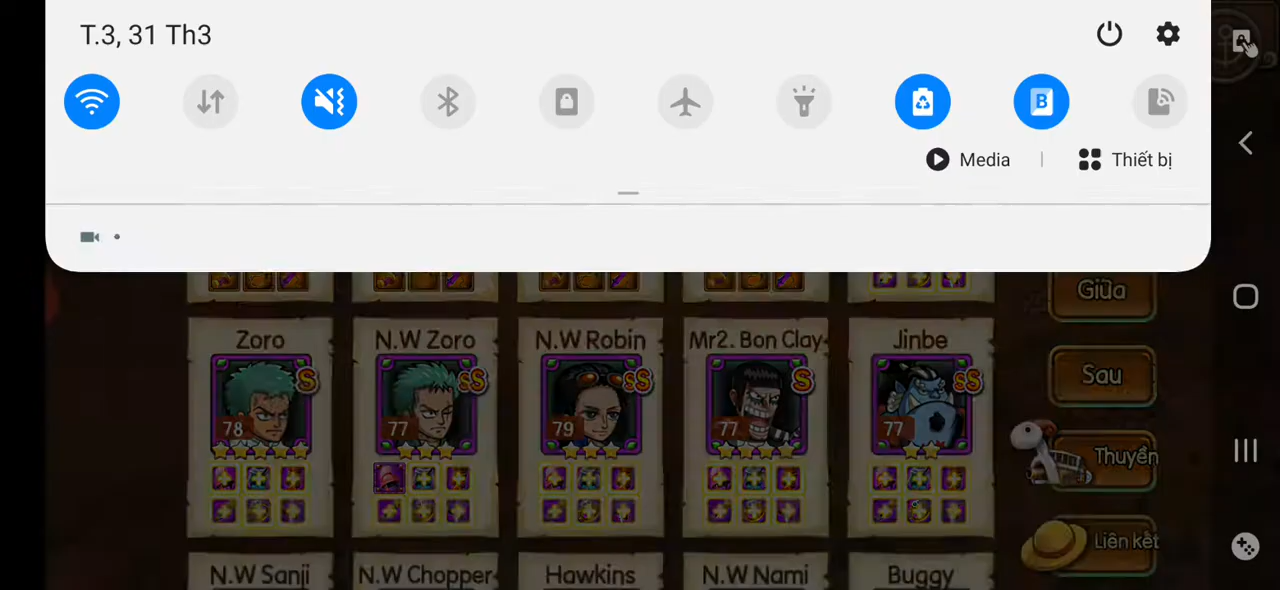 T.3, 31 Th3
Media | Thiết bị
Giữa
Zoro N.W Zoro N.W Robin Mr2. Bon Clay Jinbe
S SS SS S SS
78 77 79 77 77
Sau
Thuyền
Liên kết
N.W Sanji N.W Chopper Hawkins N.W Nami Buggy